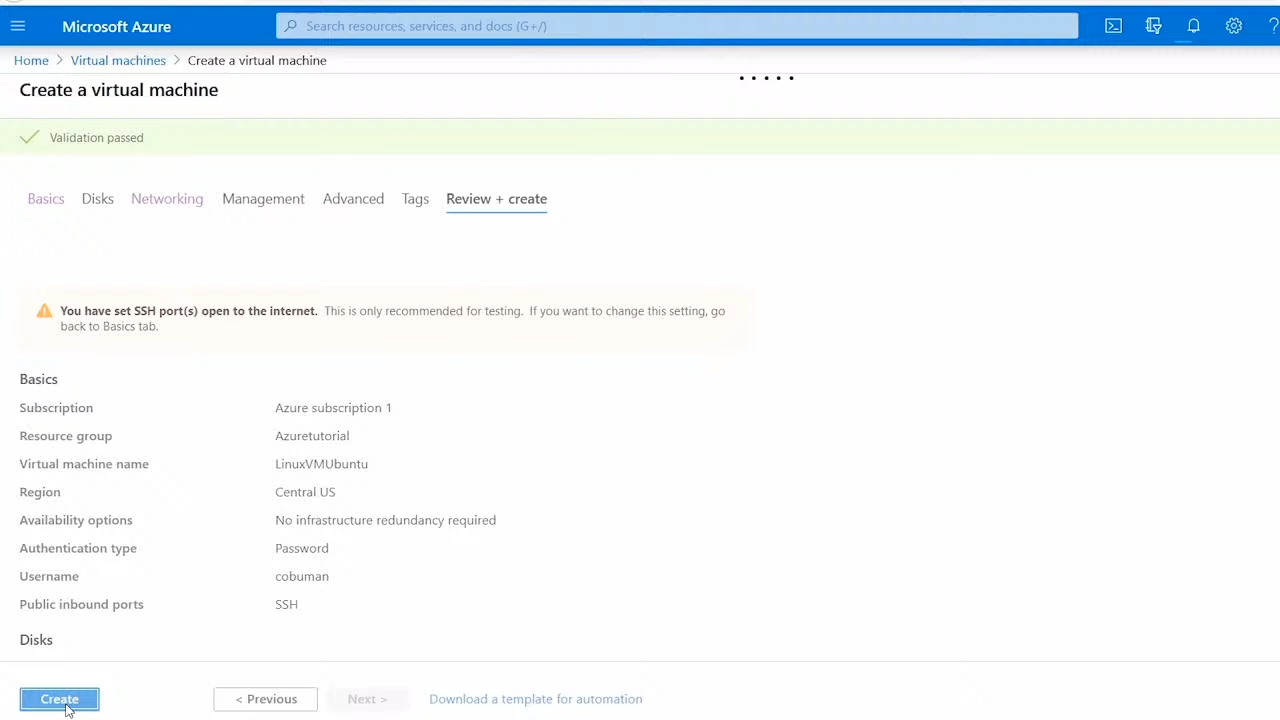 Microsoft Azure
Search resources, services, and docs (G+/)
Home > Virtual machines > Create a virtual machine
Create a virtual machine
Validation passed
Basics Disks Networking Management Advanced Tags Review + create
You have set SSH port(s) open to the internet. This is only recommended for testing. If you want to change this setting, go
back to Basics tab.
Basics
Subscription Azure subscription 1
Resource group Azuretutorial
Virtual machine name LinuxVMUbuntu
Region Central US
Availability options No infrastructure redundancy required
Authentication type Password
Username cobuman
Public inbound ports SSH
Disks
Create < Previous Next > Download a template for automation